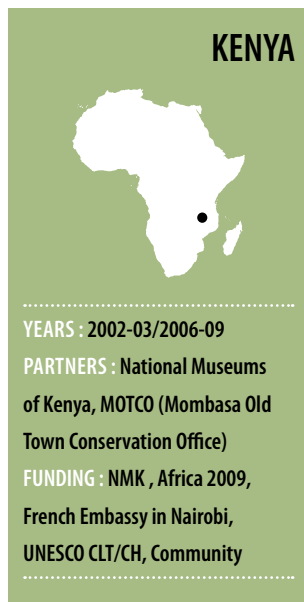 KENYA
YEARS : 2002-03/2006-09
PARTNERS : National Museums
of Kenya, MOTCO (Mombasa Old
Town Conservation Office)
FUNDING : NMK , Africa 2009,
French Embassy in Nairobi,
UNESCO CLT/CH, Community